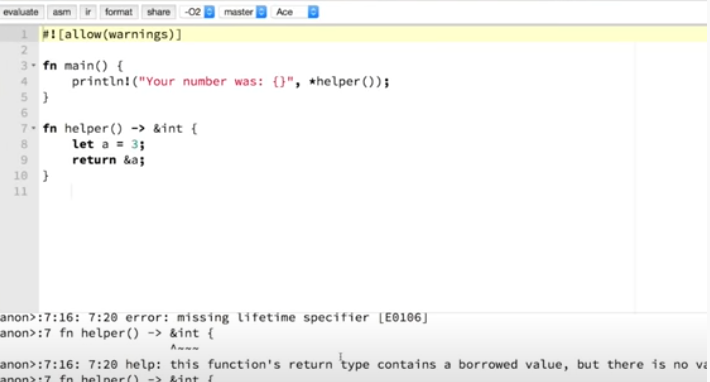 evaluate asm ir format share -O2 master Ace
1 #![allow(warnings)]
2
3 fn main() {
4 println!("Your number was: {}", *helper());
5 }
6
7 fn helper() -> &int {
8 let a = 3;
9 return &a;
10 }
11
anon>:7:16: 7:20 error: missing lifetime specifier [E0106]
anon>:7 fn helper() -> &int {
^~~~
anon>:7:16: 7:20 help: this function's return type contains a borrowed value, but there is no va
anon>:7 fn helper() -> &int {